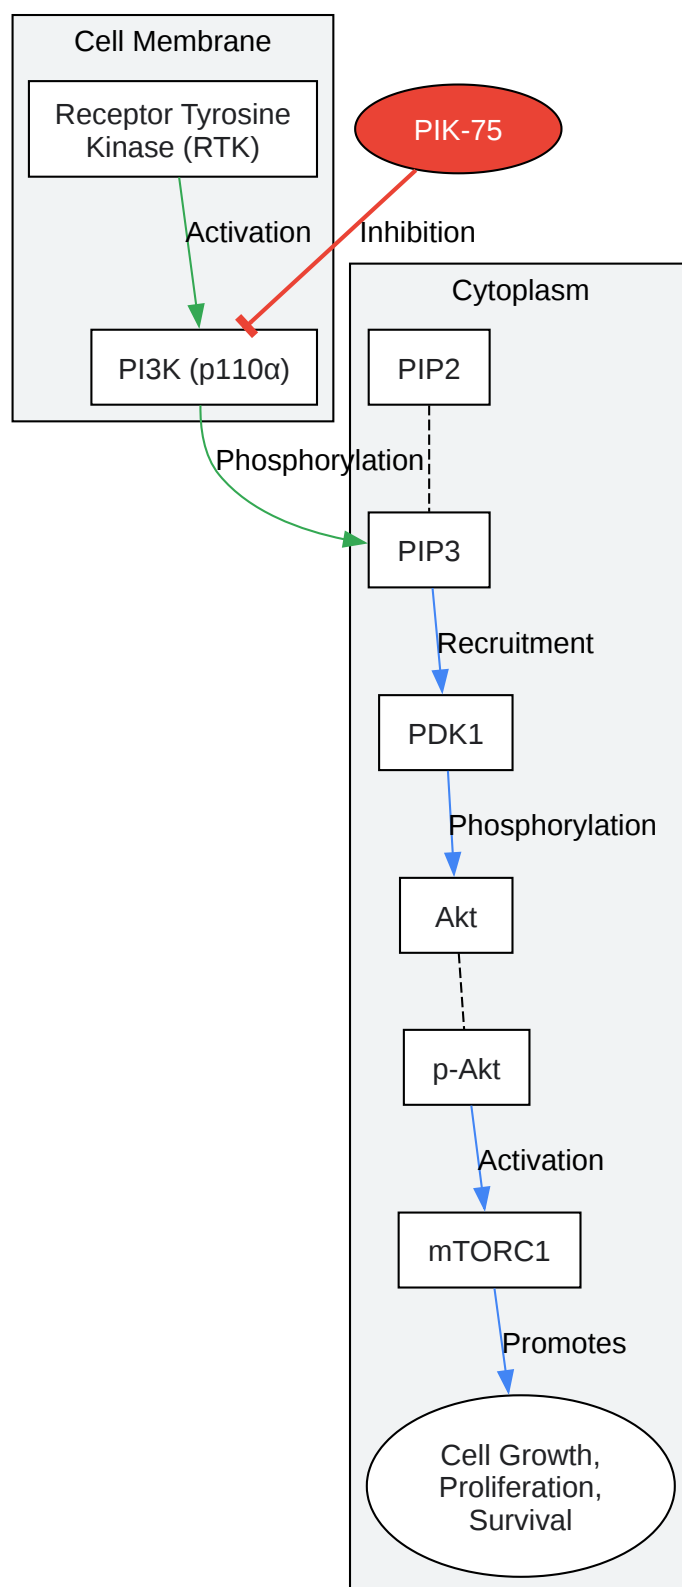 Cell Membrane
Receptor Tyrosine
Kinase (RTK)
PIK-75
Activation
Inhibition
Cytoplasm
PI3K (p110α)
PIP2
Phosphorylation
PIP3
Recruitment
PDK1
Phosphorylation
Akt
p-Akt
Activation
mTORC1
Promotes
Cell Growth,
Proliferation,
Survival